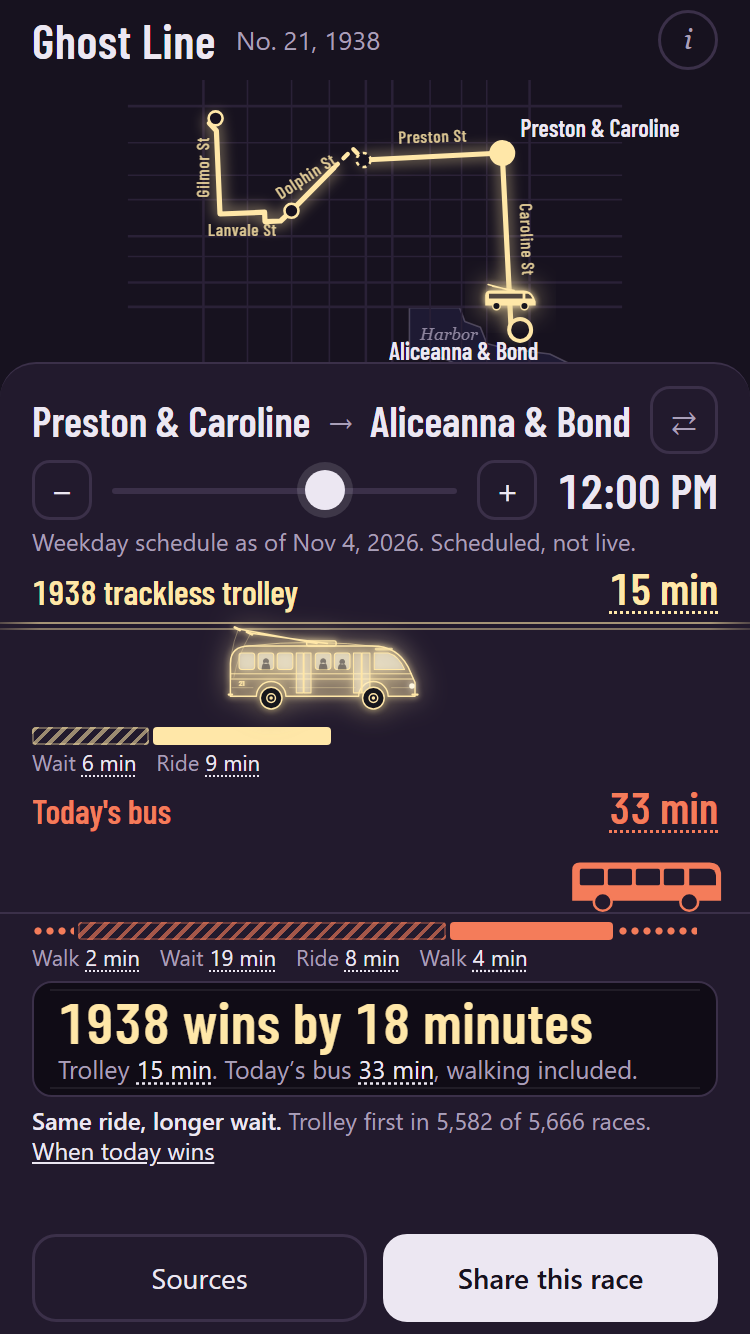 Ghost Line No. 21, 1938 i
Preston & Caroline
Preston St
Gilmor St
Dolphin St
Lanvale St
Caroline St
Harbor
Aliceanna & Bond
Preston & Caroline → Aliceanna & Bond ⇄
− + 12:00 PM
Weekday schedule as of Nov 4, 2026. Scheduled, not live.
1938 trackless trolley 15 min
21
Wait 6 min Ride 9 min
Today's bus 33 min
Walk 2 min Wait 19 min Ride 8 min Walk 4 min
1938 wins by 18 minutes
Trolley 15 min. Today’s bus 33 min, walking included.
Same ride, longer wait. Trolley first in 5,582 of 5,666 races.
When today wins
Sources Share this race